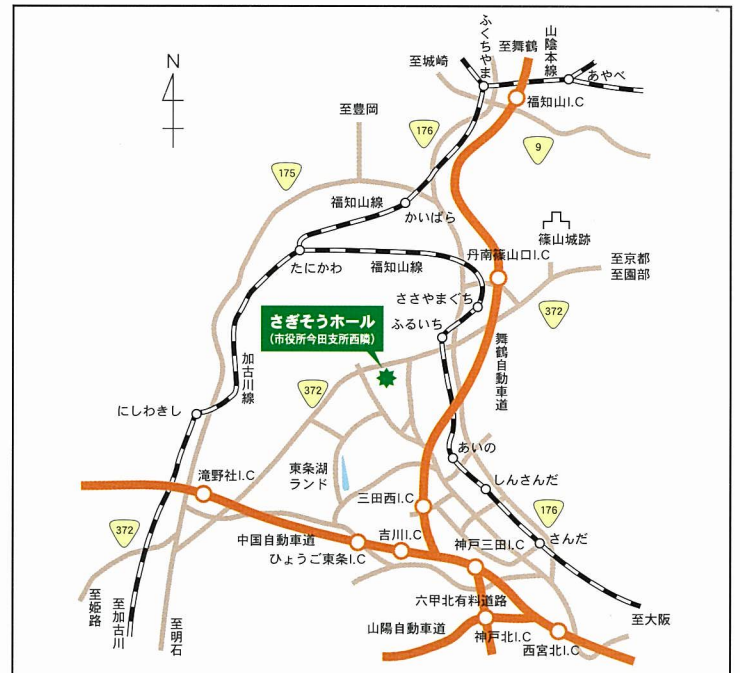 N
至城崎
ふくちやま
至舞鶴
山陰本線
あやべ
福知山I.C
至豊岡
176
9
175
福知山線
かいばら
篠山城跡
たにかわ
福知山線
丹南篠山口I.C
至京都
至園部
ささやまぐち
372
さぎそうホール
(市役所今田支所西隣)
ふるいち
舞鶴自動車道
加古川線
372
にしわきし
あいの
東条湖
ランド
滝野社I.C
しんさんだ
三田西I.C
176
372
中国自動車道
吉川I.C
神戸三田I.C
さんだ
ひょうご東条I.C
至姫路
至加古川
至明石
六甲北有料道路
山陽自動車道
神戸北I.C
西宮北I.C
至大阪